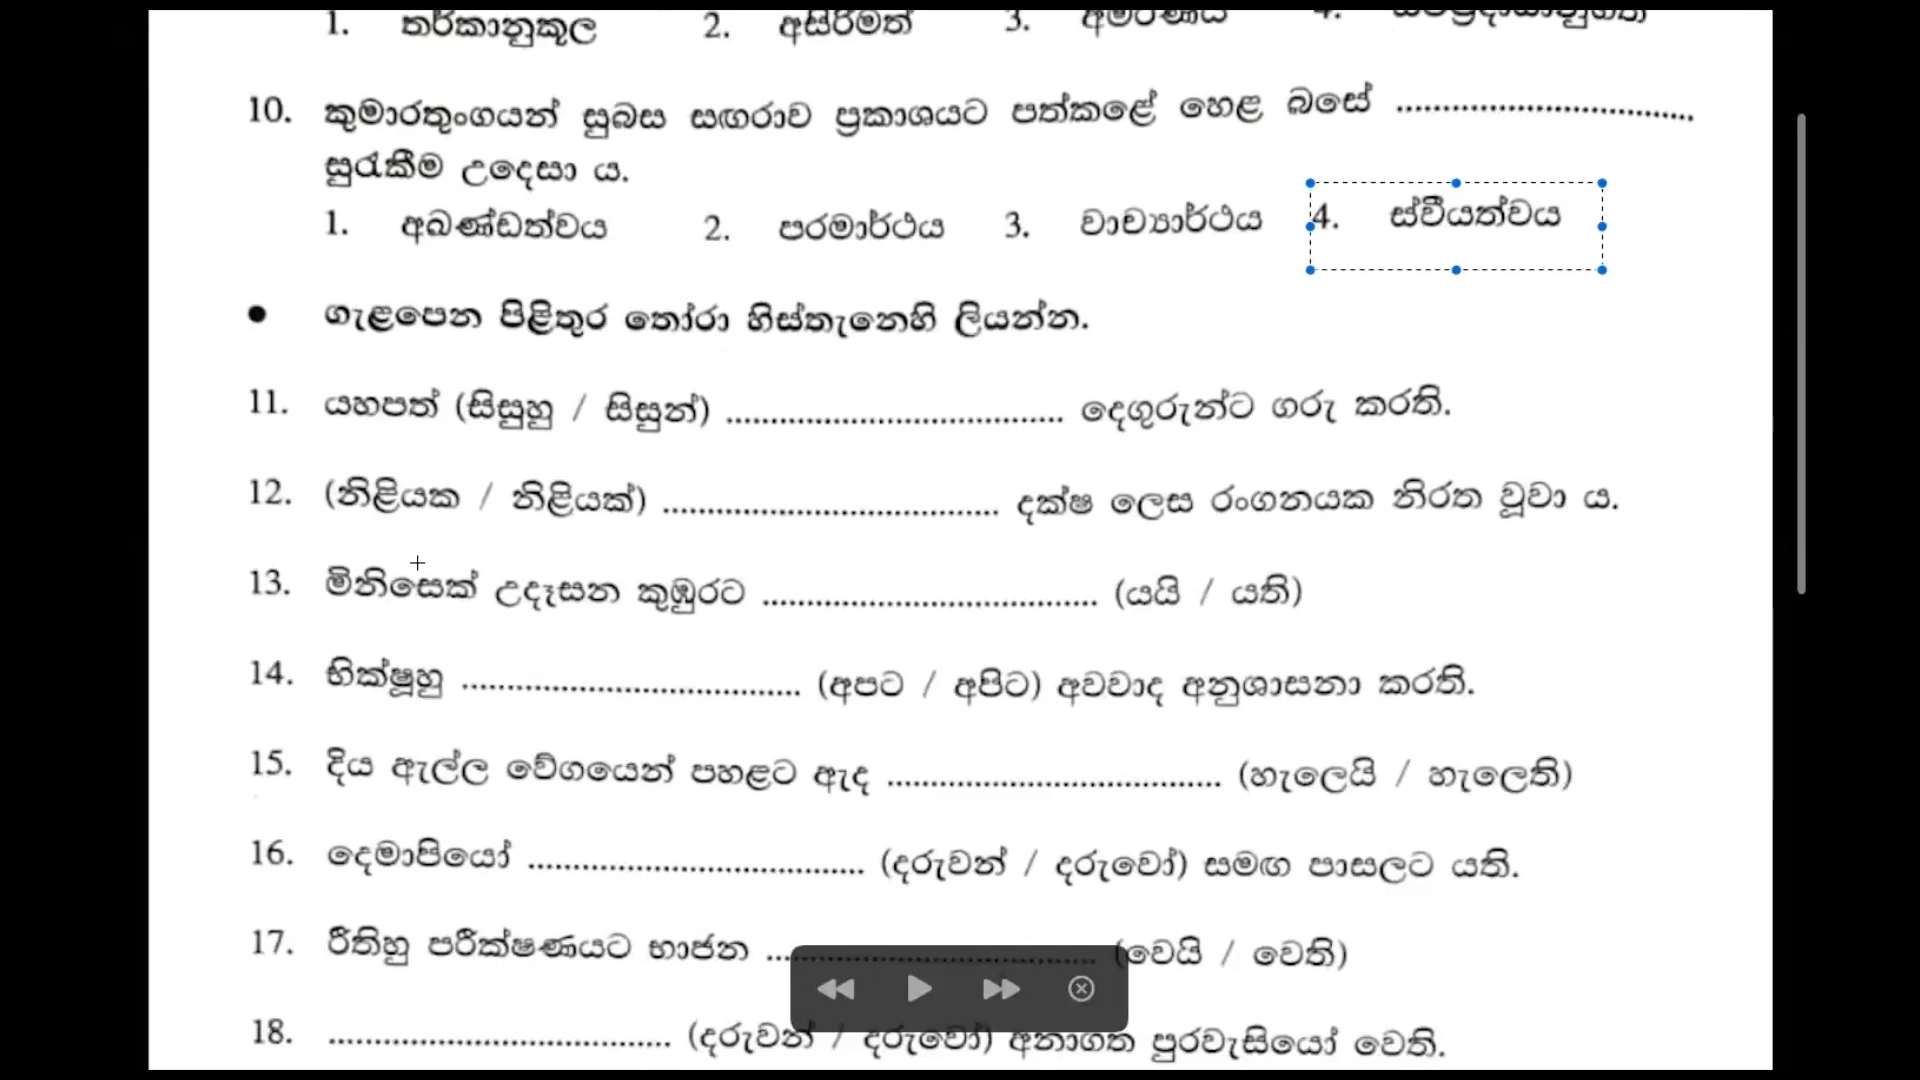 1. තර්කානුකූල 2. අසිරිමත් 3. අමරණීය 4.
10. කුමාරතුංගයන් සුබස සඟරාව ප්‍රකාශයට පත්කළේ හෙළ බසේ ..............................
සුරැකීම උදෙසා ය.
1. අඛණ්ඩත්වය 2. පරමාර්ථය 3. වාච්‍යාර්ථය 4. ස්වීයත්වය
● ගැළපෙන පිළිතුර තෝරා හිස්තැනෙහි ලියන්න.
11. යහපත් (සිසුහු / සිසුන්) .................................... දෙගුරුන්ට ගරු කරති.
12. (නිළියක / නිළියක්) .................................... දක්ෂ ලෙස රංගනයක නිරත වූවා ය.
13. මිනිසෙක් උදෑසන කුඹුරට .................................... (යයි / යති)
14. භික්ෂූහු .................................... (අපට / අපිට) අවවාද අනුශාසනා කරති.
15. දිය ඇල්ල වේගයෙන් පහළට ඇද .................................... (හැලෙයි / හැලෙති)
16. දෙමාපියෝ .................................... (දරුවන් / දරුවෝ) සමඟ පාසලට යති.
17. රීතිහු පරීක්ෂණයට භාජන .................................... (වෙයි / වෙති)
18. .................................... (දරුවන් / දරුවෝ) අනාගත පුරවැසියෝ වෙති.